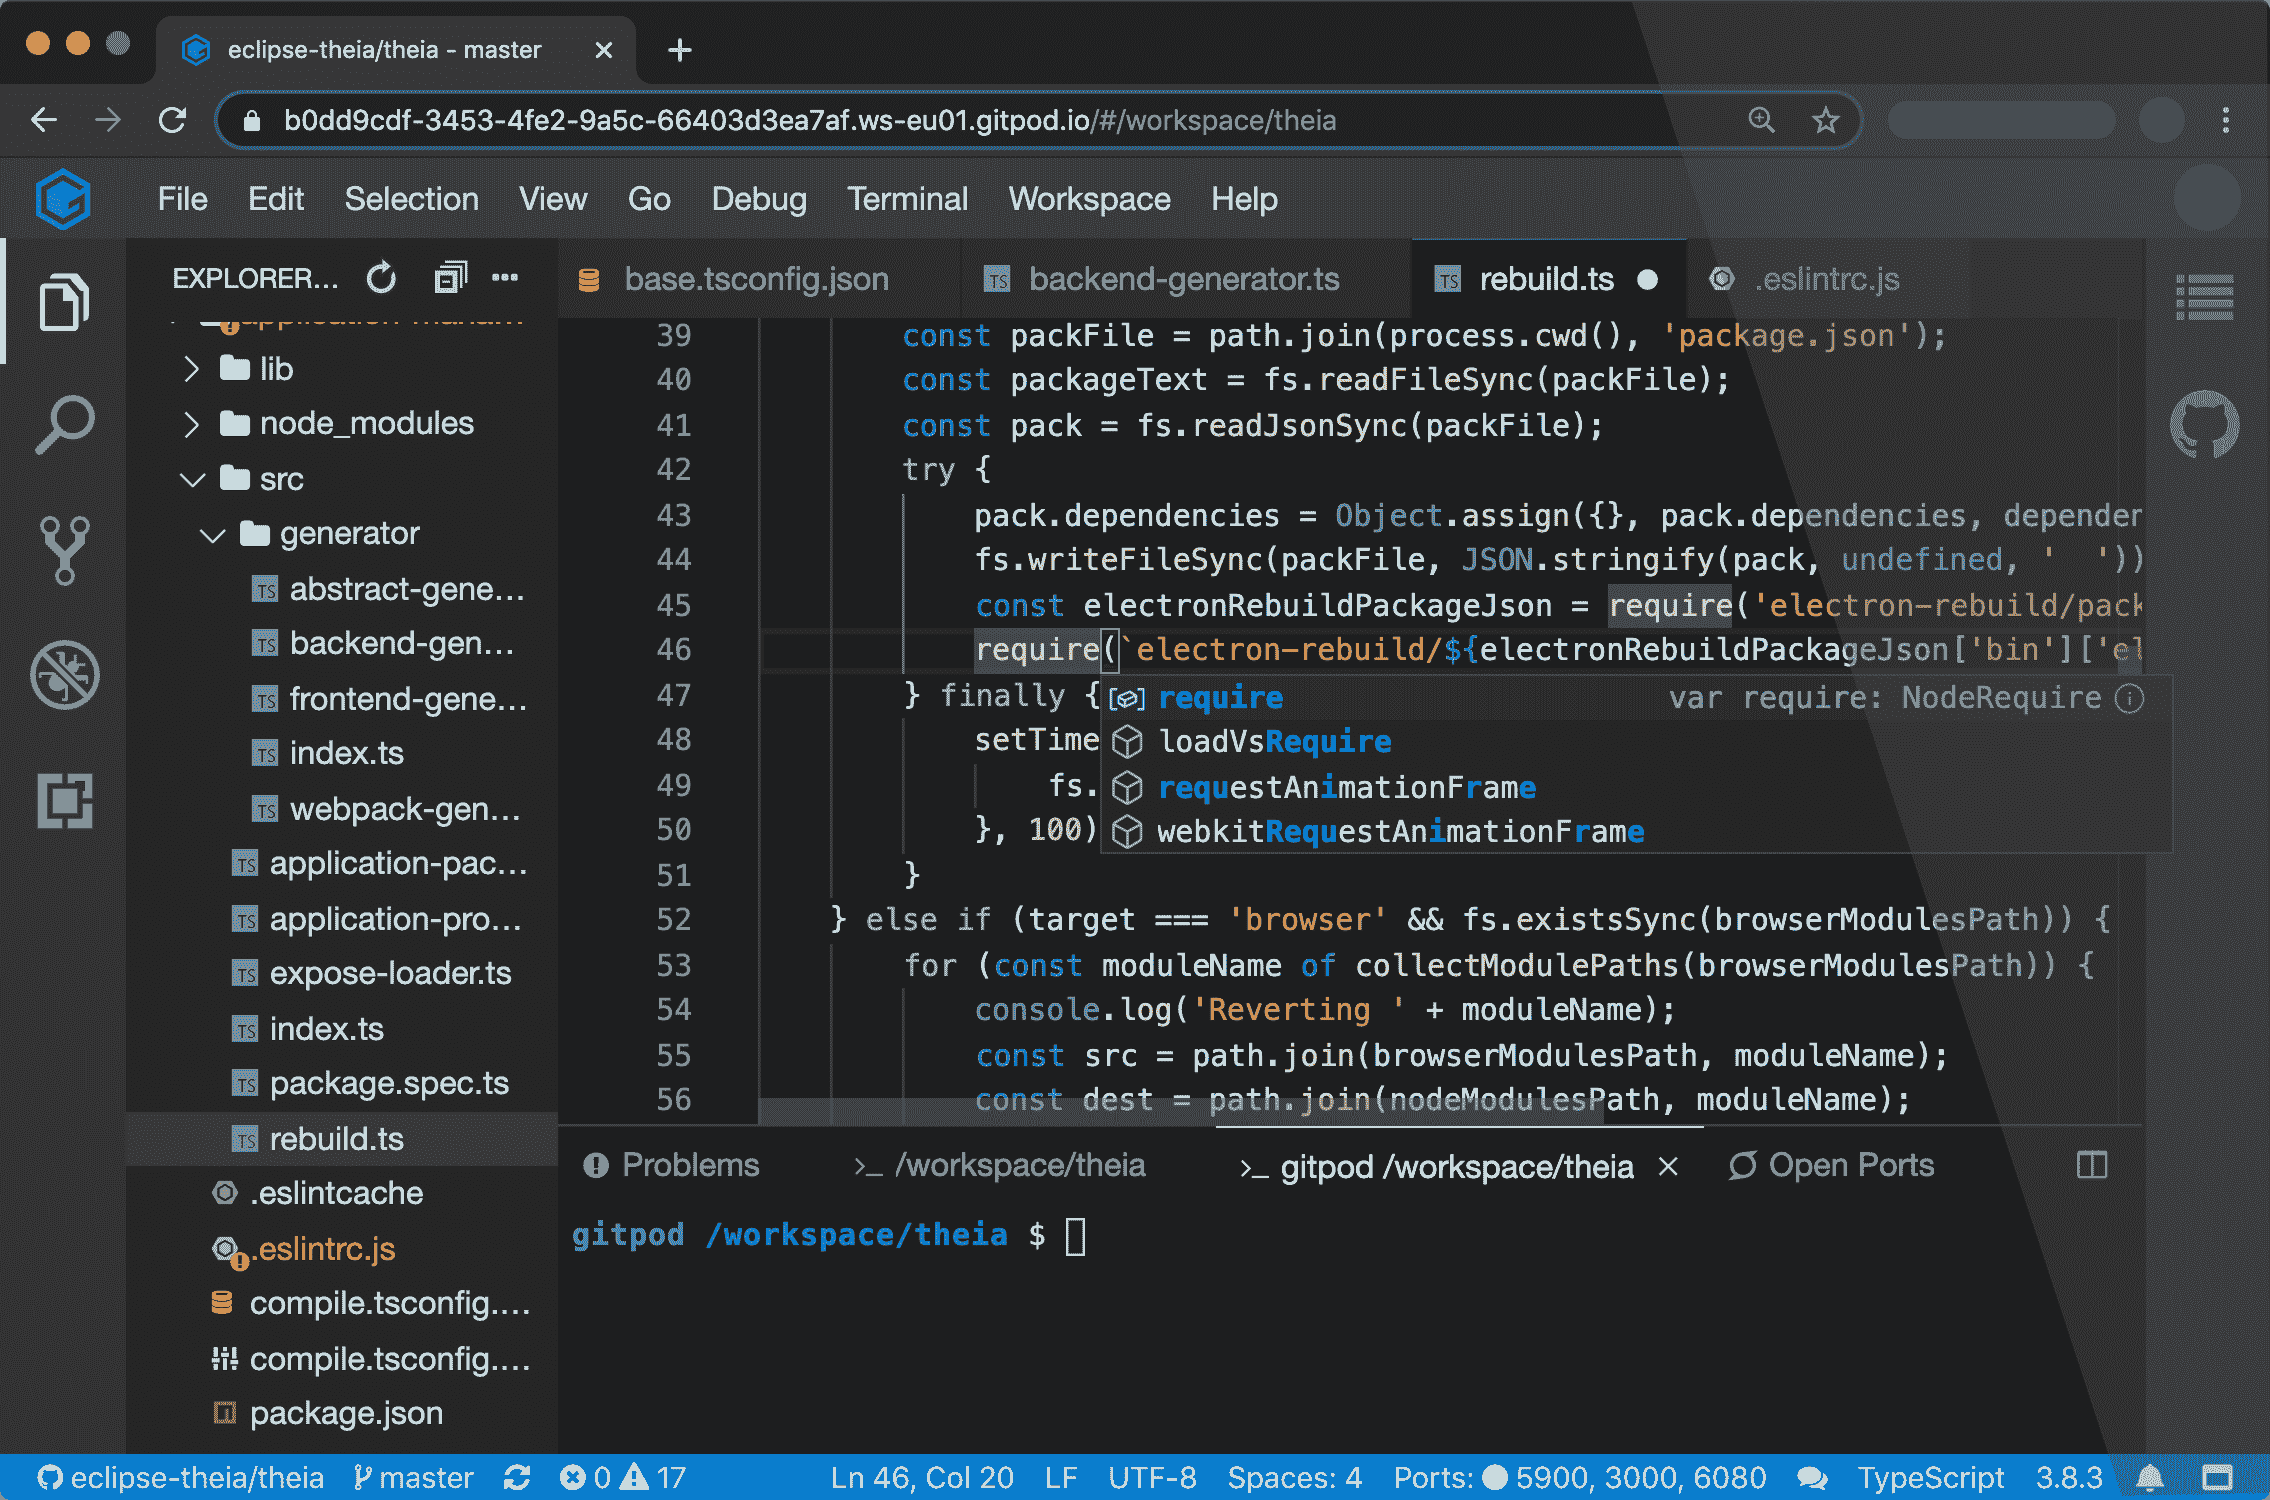 eclipse-theia/theia - master
b0dd9cdf-3453-4fe2-9a5c-66403d3ea7af.ws-eu01.gitpod.io/#/workspace/theia
File Edit Selection View Go Debug Terminal Workspace Help
EXPLORER...
lib
node_modules
src
generator
abstract-gene...
backend-gen...
frontend-gene...
index.ts
webpack-gen...
application-pac...
application-pro...
expose-loader.ts
index.ts
package.spec.ts
rebuild.ts
.eslintcache
.eslintrc.js
compile.tsconfig....
compile.tsconfig....
package.json
base.tsconfig.json backend-generator.ts rebuild.ts .eslintrc.js
39 const packFile = path.join(process.cwd(), 'package.json');
40 const packageText = fs.readFileSync(packFile);
41 const pack = fs.readJsonSync(packFile);
42 try {
43 pack.dependencies = Object.assign({}, pack.dependencies, depender
44 fs.writeFileSync(packFile, JSON.stringify(pack, undefined, '  '))
45 const electronRebuildPackageJson = require('electron-rebuild/pack
46 require(`electron-rebuild/${electronRebuildPackageJson['bin']['el
47 } finally {
48 setTime
49 fs.
50 }, 100)
51 }
52 } else if (target === 'browser' && fs.existsSync(browserModulesPath)) {
53 for (const moduleName of collectModulePaths(browserModulesPath)) {
54 console.log('Reverting ' + moduleName);
55 const src = path.join(browserModulesPath, moduleName);
56 const dest = path.join(nodeModulesPath, moduleName);
require var require: NodeRequire
loadVsRequire
requestAnimationFrame
webkitRequestAnimationFrame
Problems >_ /workspace/theia >_ gitpod /workspace/theia Open Ports
gitpod /workspace/theia $
eclipse-theia/theia master 0 17 Ln 46, Col 20 LF UTF-8 Spaces: 4 Ports: 5900, 3000, 6080 TypeScript 3.8.3